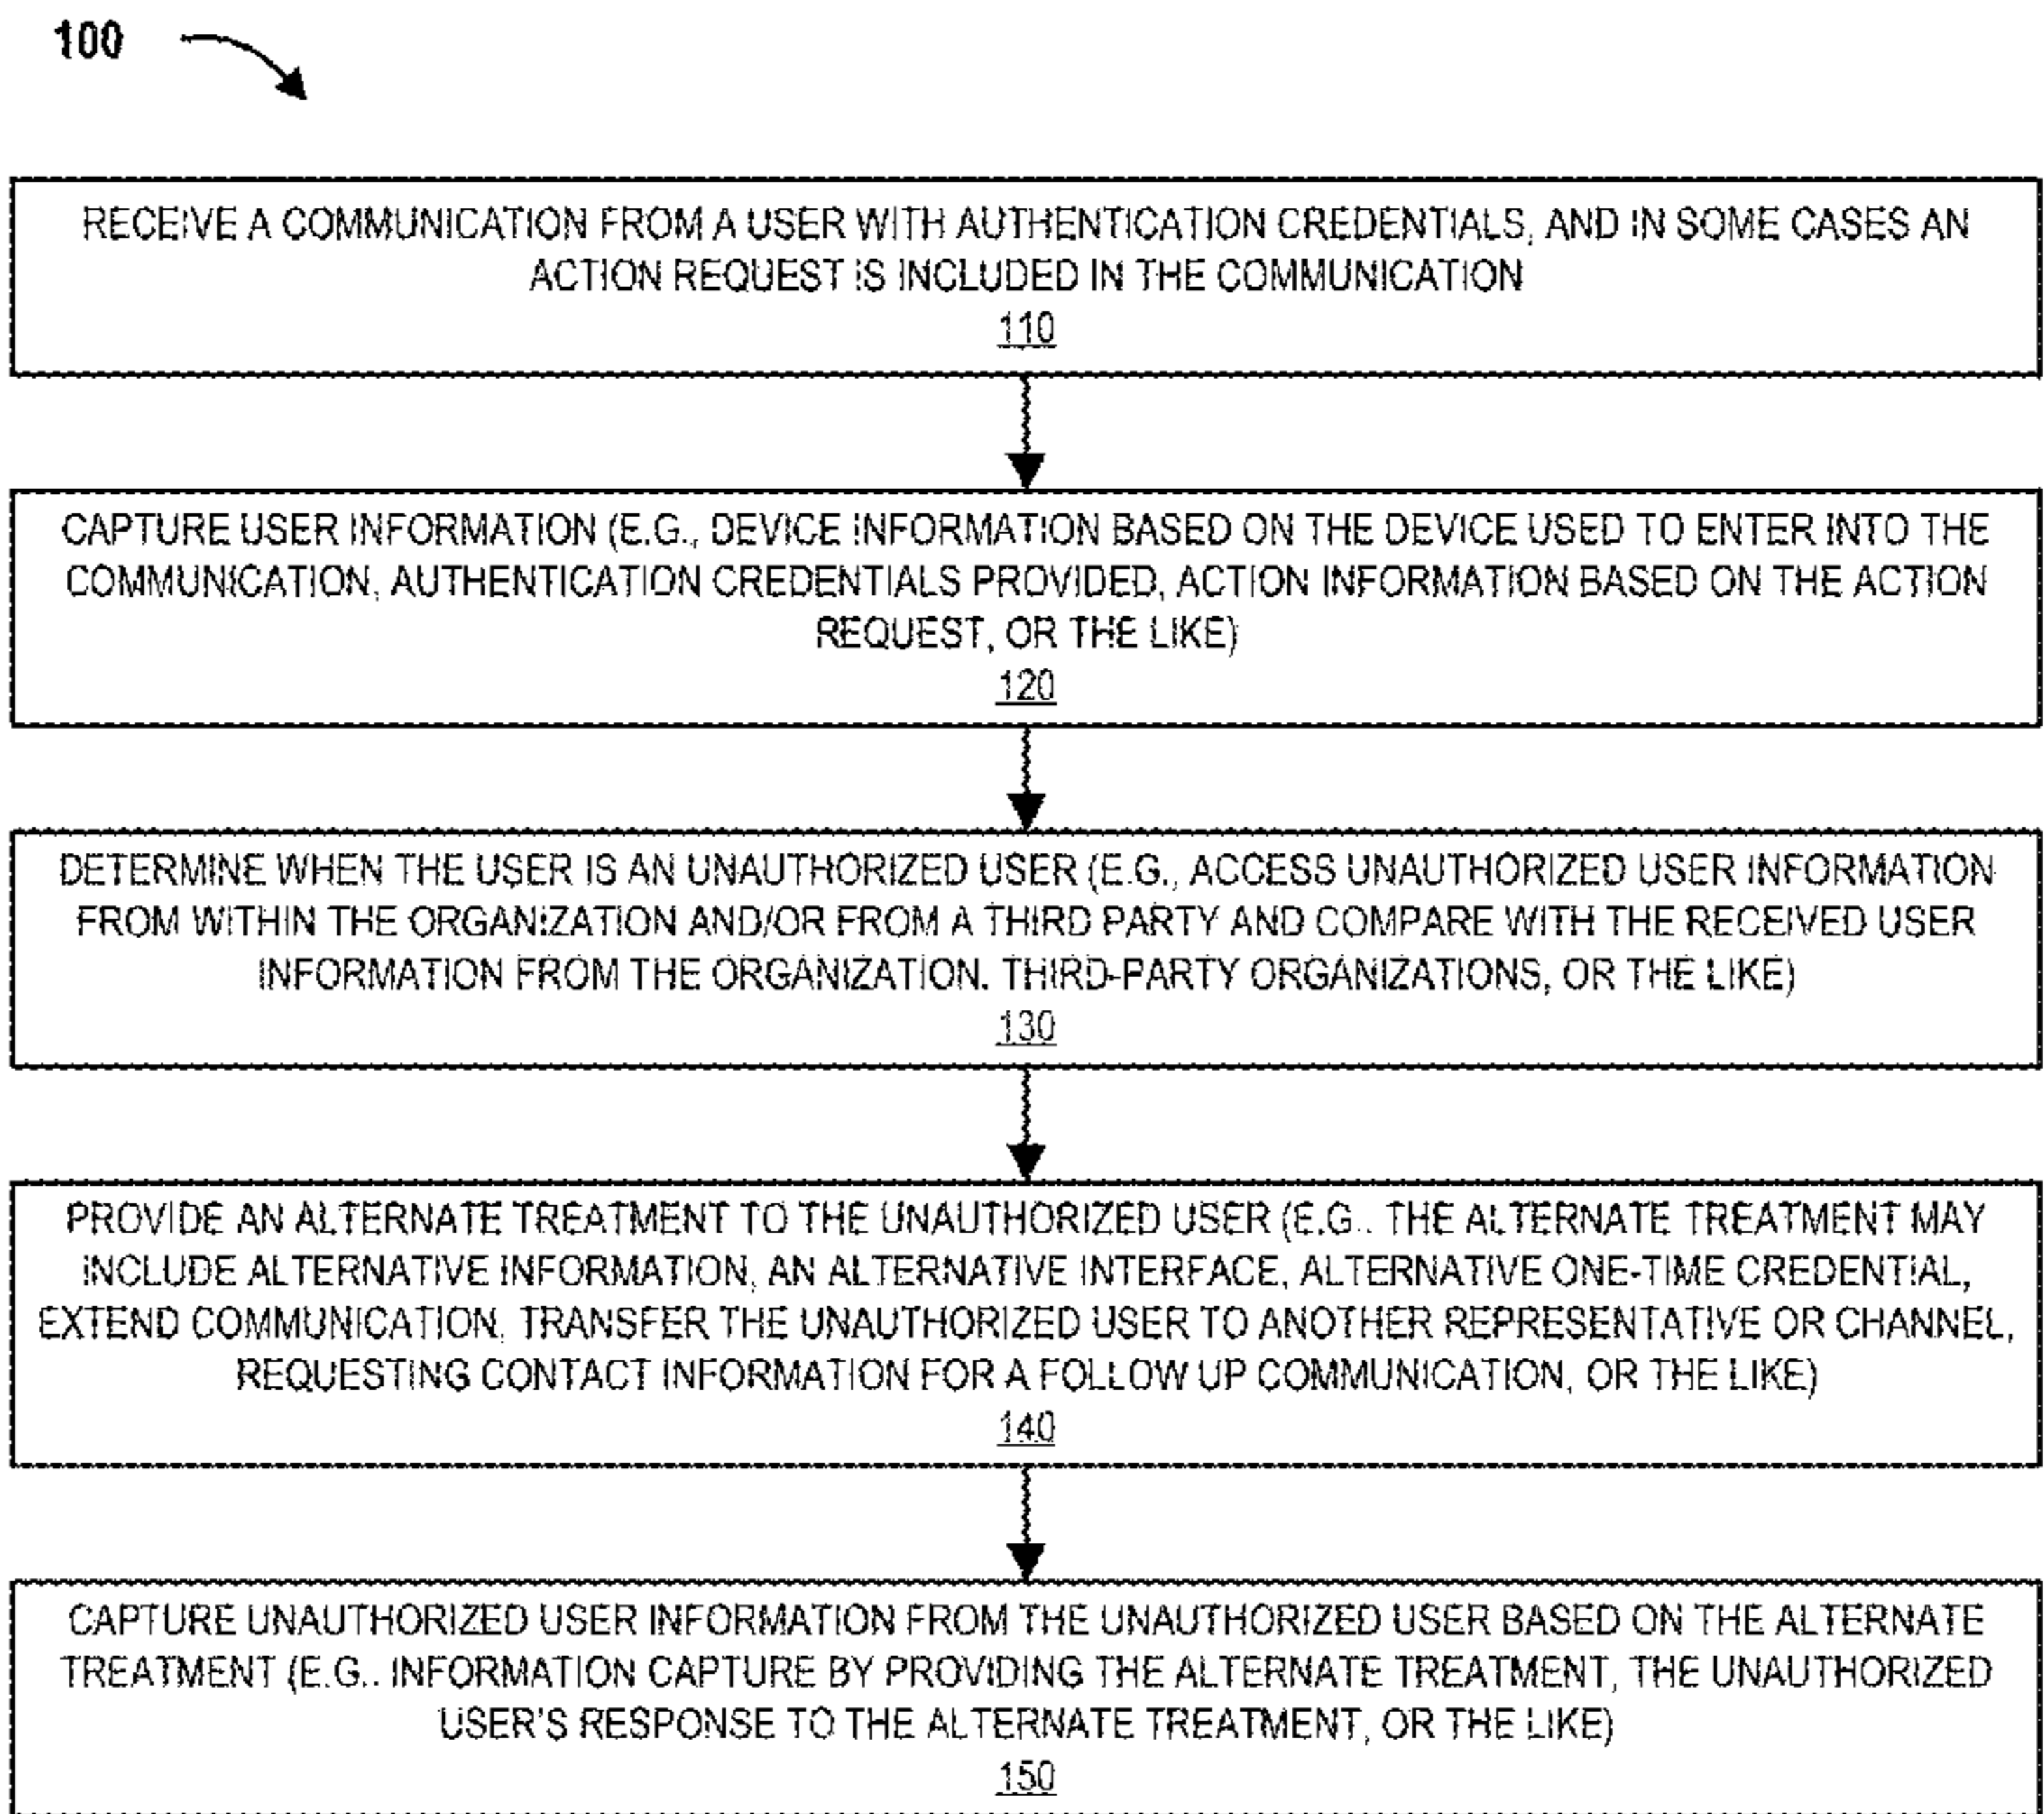 100
RECEIVE A COMMUNICATION FROM A USER WITH AUTHENTICATION CREDENTIALS, AND IN SOME CASES AN
ACTION REQUEST IS INCLUDED IN THE COMMUNICATION
110
CAPTURE USER INFORMATION (E.G., DEVICE INFORMATION BASED ON THE DEVICE USED TO ENTER INTO THE
COMMUNICATION, AUTHENTICATION CREDENTIALS PROVIDED, ACTION INFORMATION BASED ON THE ACTION
REQUEST, OR THE LIKE)
120
DETERMINE WHEN THE USER IS AN UNAUTHORIZED USER (E.G., ACCESS UNAUTHORIZED USER INFORMATION
FROM WITHIN THE ORGANIZATION AND/OR FROM A THIRD PARTY AND COMPARE WITH THE RECEIVED USER
INFORMATION FROM THE ORGANIZATION. THIRD-PARTY ORGANIZATIONS, OR THE LIKE)
130
PROVIDE AN ALTERNATE TREATMENT TO THE UNAUTHORIZED USER (E.G., THE ALTERNATE TREATMENT MAY
INCLUDE ALTERNATIVE INFORMATION, AN ALTERNATIVE INTERFACE, ALTERNATIVE ONE-TIME CREDENTIAL,
EXTEND COMMUNICATION, TRANSFER THE UNAUTHORIZED USER TO ANOTHER REPRESENTATIVE OR CHANNEL,
REQUESTING CONTACT INFORMATION FOR A FOLLOW UP COMMUNICATION, OR THE LIKE)
140
CAPTURE UNAUTHORIZED USER INFORMATION FROM THE UNAUTHORIZED USER BASED ON THE ALTERNATE
TREATMENT (E.G., INFORMATION CAPTURE BY PROVIDING THE ALTERNATE TREATMENT, THE UNAUTHORIZED
USER'S RESPONSE TO THE ALTERNATE TREATMENT, OR THE LIKE)
150